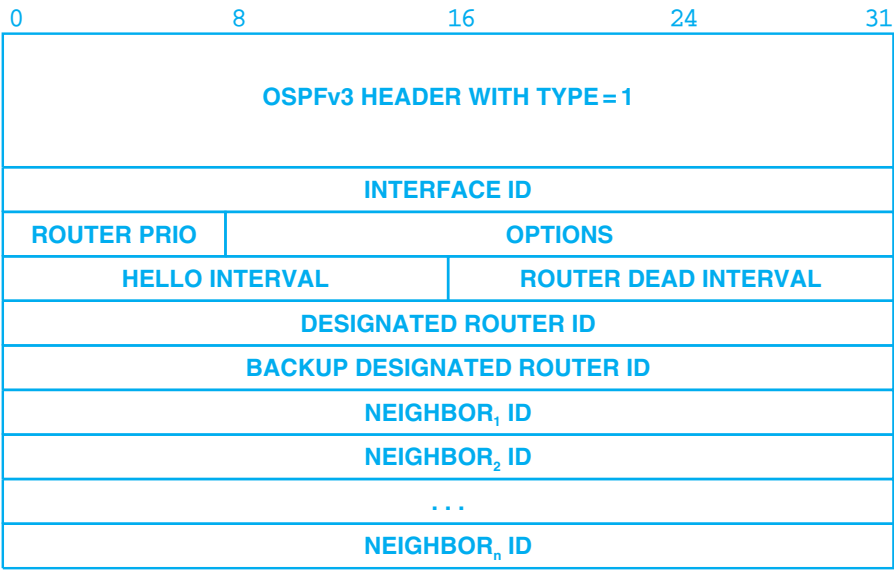 0 8 16 24 31
OSPFv3 HEADER WITH TYPE = 1
INTERFACE ID
ROUTER PRIO OPTIONS
HELLO INTERVAL ROUTER DEAD INTERVAL
DESIGNATED ROUTER ID
BACKUP DESIGNATED ROUTER ID
NEIGHBOR₁ ID
NEIGHBOR₂ ID
. . .
NEIGHBORₙ ID